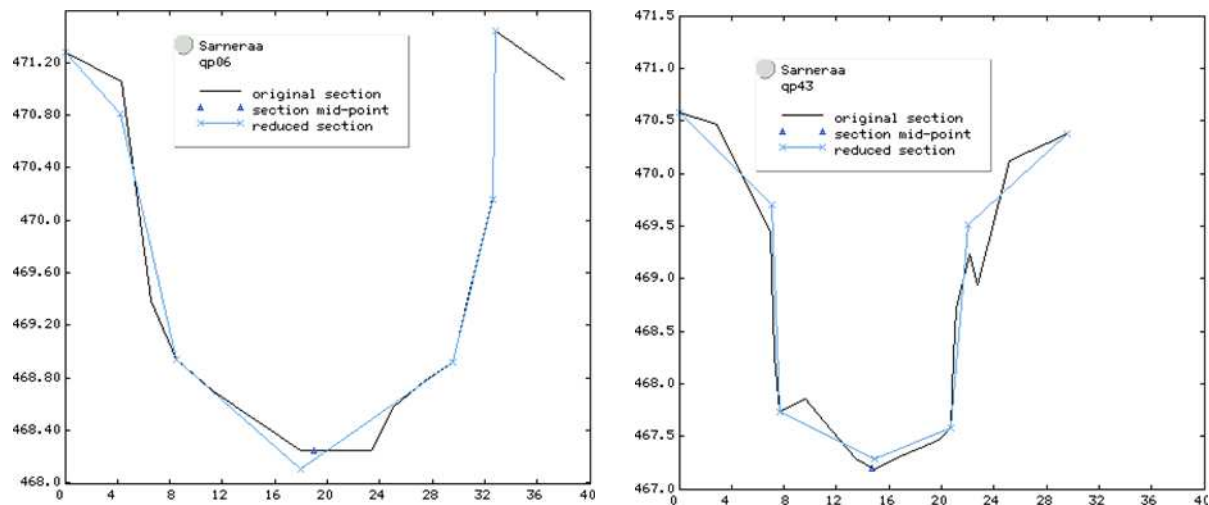 Sarneraa
qp06
original section
section mid-point
reduced section
471.20
470.80
470.40
470.0
469.60
469.20
468.80
468.40
468.0
0 4 8 12 16 20 24 28 32 36 40
471.5
Sarneraa
qp43
original section
section mid-point
reduced section
471.0
470.5
470.0
469.5
469.0
468.5
468.0
467.5
467.0
0 4 8 12 16 20 24 28 32 36 40